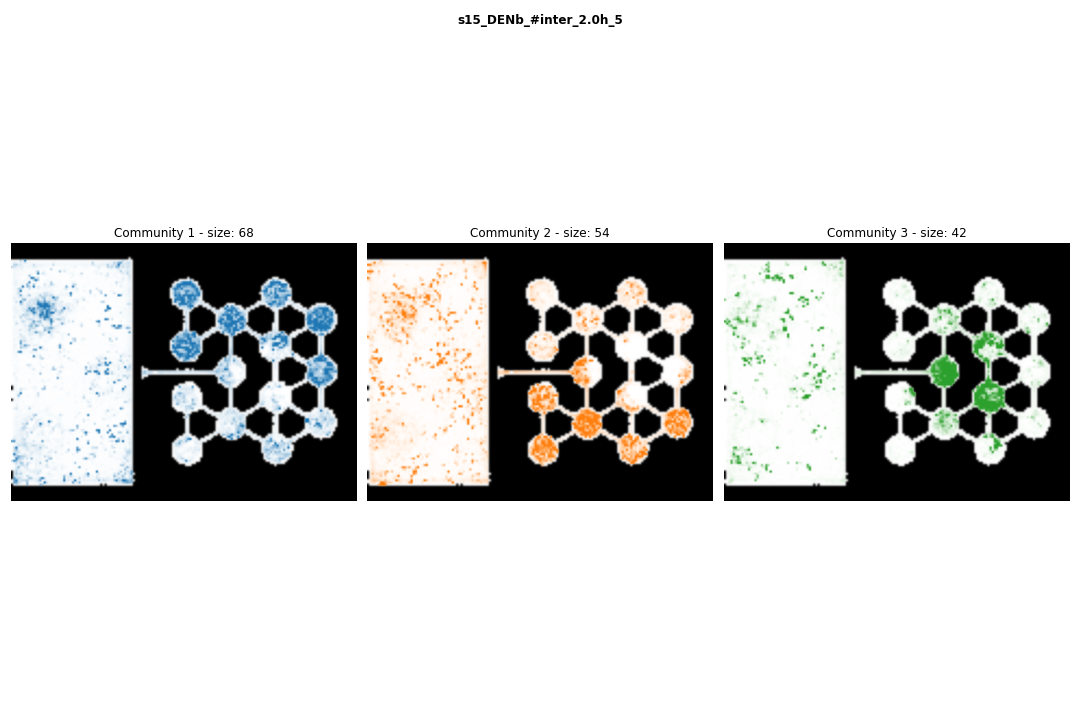 s15_DENb_#inter_2.0h_5
Community 1 - size: 68
Community 2 - size: 54
Community 3 - size: 42